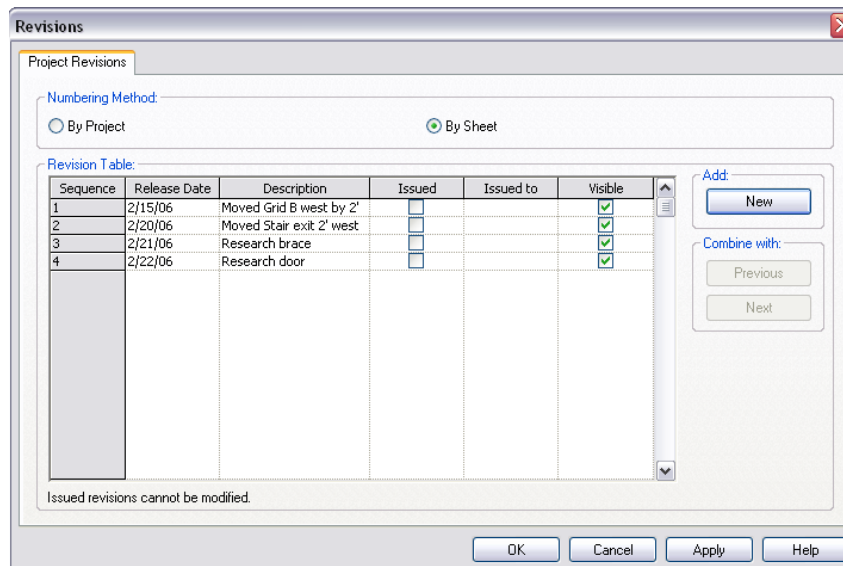 Revisions
Project Revisions
Numbering Method:
By Project By Sheet
Revision Table:
Sequence Release Date Description Issued Issued to Visible
1 2/15/06 Moved Grid B west by 2'
2 2/20/06 Moved Stair exit 2' west
3 2/21/06 Research brace
4 2/22/06 Research door
Add:
New
Combine with:
Previous
Next
Issued revisions cannot be modified.
OK Cancel Apply Help